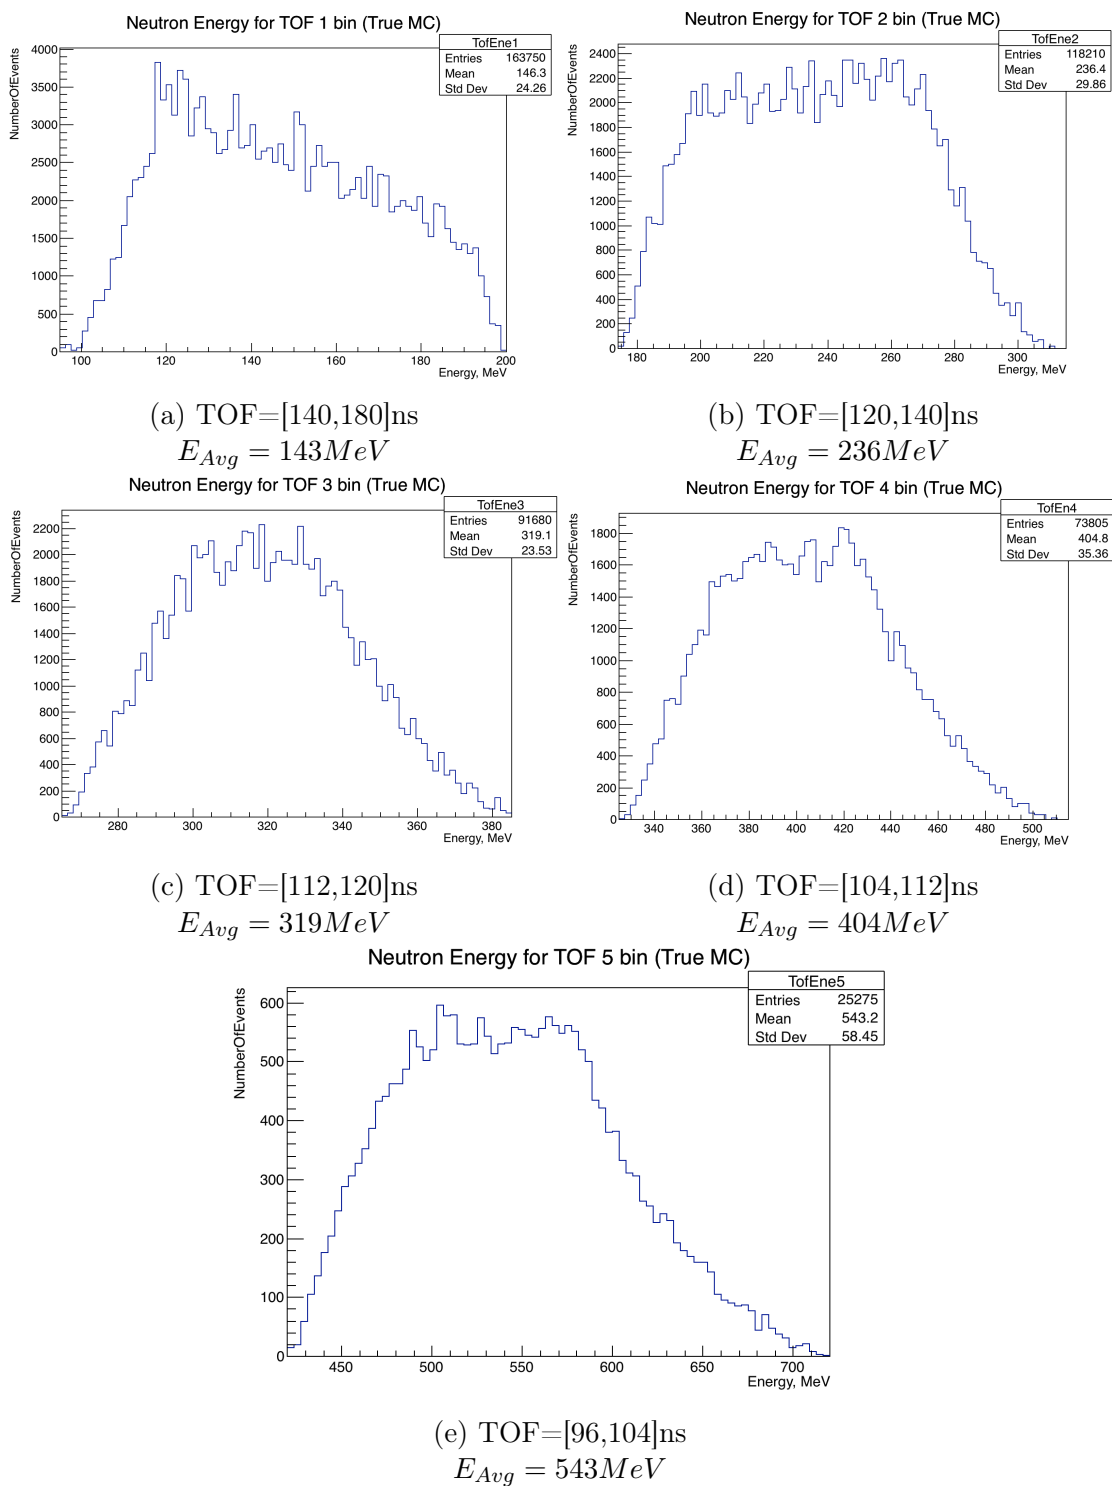 Neutron Energy for TOF 1 bin (True MC)
TofEne1
Entries 163750
Mean 146.3
Std Dev 24.26
NumberOfEvents
4000
3500
3000
2500
2000
1500
1000
500
0
100 120 140 160 180 200
Energy, MeV
(a) TOF=[140,180]ns
E_{Avg} = 143MeV
Neutron Energy for TOF 2 bin (True MC)
TofEne2
Entries 118210
Mean 236.4
Std Dev 29.86
NumberOfEvents
2400
2200
2000
1800
1600
1400
1200
1000
800
600
400
200
0
180 200 220 240 260 280 300
Energy, MeV
(b) TOF=[120,140]ns
E_{Avg} = 236MeV
Neutron Energy for TOF 3 bin (True MC)
TofEne3
Entries 91680
Mean 319.1
Std Dev 23.53
NumberOfEvents
2200
2000
1800
1600
1400
1200
1000
800
600
400
200
0
280 300 320 340 360 380
Energy, MeV
(c) TOF=[112,120]ns
E_{Avg} = 319MeV
Neutron Energy for TOF 4 bin (True MC)
TofEn4
Entries 73805
Mean 404.8
Std Dev 35.36
NumberOfEvents
1800
1600
1400
1200
1000
800
600
400
200
0
340 360 380 400 420 440 460 480 500
Energy, MeV
(d) TOF=[104,112]ns
E_{Avg} = 404MeV
Neutron Energy for TOF 5 bin (True MC)
TofEne5
Entries 25275
Mean 543.2
Std Dev 58.45
NumberOfEvents
600
500
400
300
200
100
0
450 500 550 600 650 700
Energy, MeV
(e) TOF=[96,104]ns
E_{Avg} = 543MeV